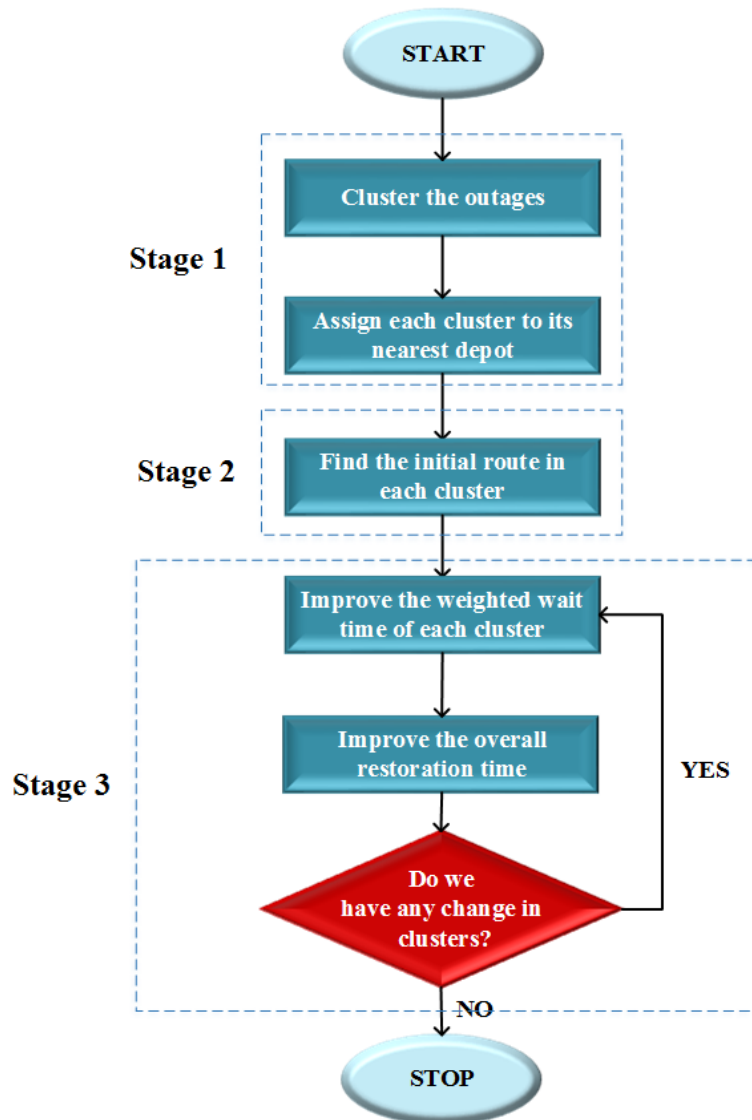 START
Cluster the outages
Stage 1
Assign each cluster to its
nearest depot
Stage 2
Find the initial route in
each cluster
Improve the weighted wait
time of each cluster
Improve the overall
restoration time
Stage 3
YES
Do we
have any change in
clusters?
NO
STOP